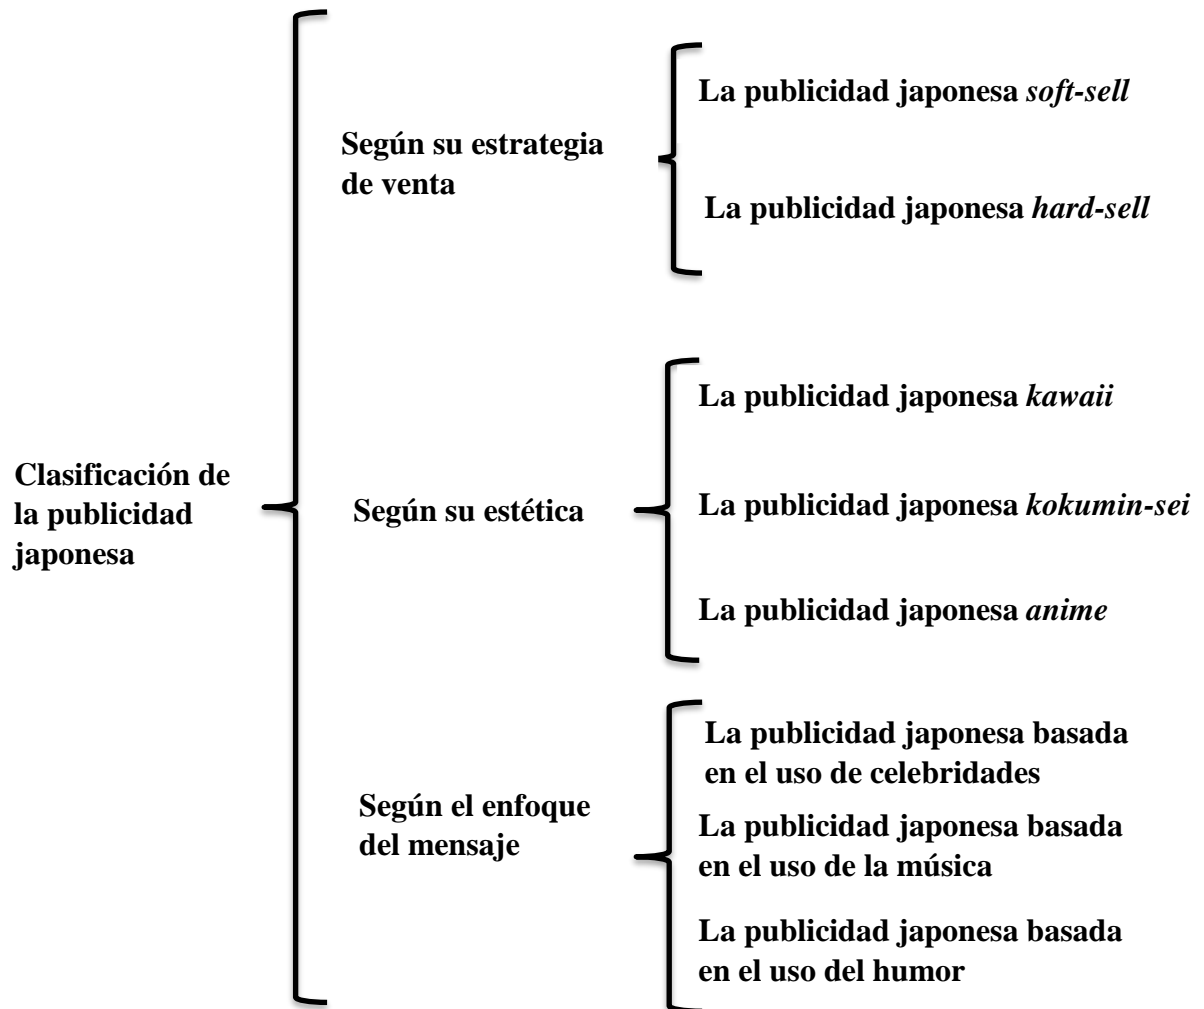 Clasificación de
la publicidad
japonesa
Según su estrategia
de venta
La publicidad japonesa soft-sell
La publicidad japonesa hard-sell
Según su estética
La publicidad japonesa kawaii
La publicidad japonesa kokumin-sei
La publicidad japonesa anime
Según el enfoque
del mensaje
La publicidad japonesa basada
en el uso de celebridades
La publicidad japonesa basada
en el uso de la música
La publicidad japonesa basada
en el uso del humor